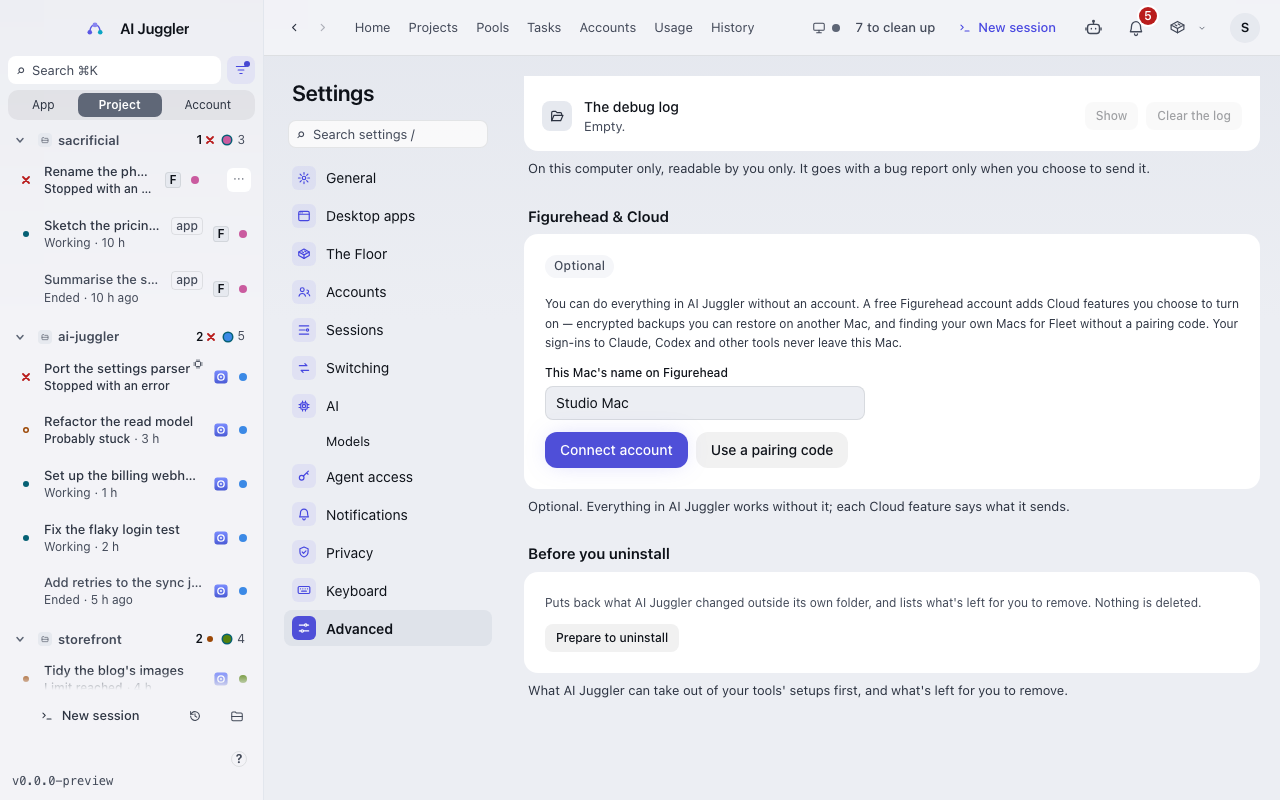 AI Juggler
Search ⌘K
App
Project
Account
sacrificial
1 3
Rename the ph...
Stopped with an ...
F
Sketch the pricin...
app
Working · 10 h
F
Summarise the s...
app
Ended · 10 h ago
F
ai-juggler
2 5
Port the settings parser
Stopped with an error
Refactor the read model
Probably stuck · 3 h
Set up the billing webh...
Working · 1 h
Fix the flaky login test
Working · 2 h
Add retries to the sync j...
Ended · 5 h ago
storefront
2 4
Tidy the blog's images
Limit reached · 4 h
New session
?
v0.0.0-preview
Home
Projects
Pools
Tasks
Accounts
Usage
History
7 to clean up
New session
5
S
Settings
Search settings /
General
Desktop apps
The Floor
Accounts
Sessions
Switching
AI
Models
Agent access
Notifications
Privacy
Keyboard
Advanced
The debug log
Empty.
Show
Clear the log
On this computer only, readable by you only. It goes with a bug report only when you choose to send it.
Figurehead & Cloud
Optional
You can do everything in AI Juggler without an account. A free Figurehead account adds Cloud features you choose to turn
on — encrypted backups you can restore on another Mac, and finding your own Macs for Fleet without a pairing code. Your
sign-ins to Claude, Codex and other tools never leave this Mac.
This Mac's name on Figurehead
Studio Mac
Connect account
Use a pairing code
Optional. Everything in AI Juggler works without it; each Cloud feature says what it sends.
Before you uninstall
Puts back what AI Juggler changed outside its own folder, and lists what's left for you to remove. Nothing is deleted.
Prepare to uninstall
What AI Juggler can take out of your tools' setups first, and what's left for you to remove.